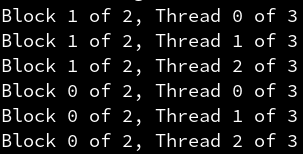 Block 1 of 2, Thread 0 of 3
Block 1 of 2, Thread 1 of 3
Block 1 of 2, Thread 2 of 3
Block 0 of 2, Thread 0 of 3
Block 0 of 2, Thread 1 of 3
Block 0 of 2, Thread 2 of 3